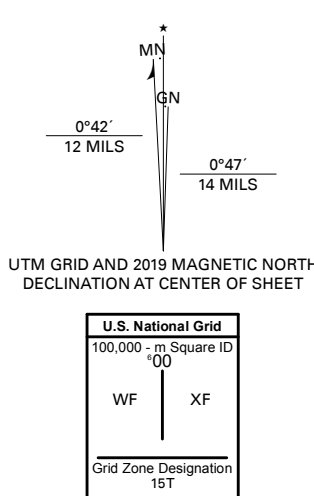 ★
MN
GN
0°42´
12 MILS
0°47´
14 MILS
UTM GRID AND 2019 MAGNETIC NORTH
DECLINATION AT CENTER OF SHEET
U.S. National Grid
100,000 - m Square ID
⁶00
WF XF
Grid Zone Designation
15T